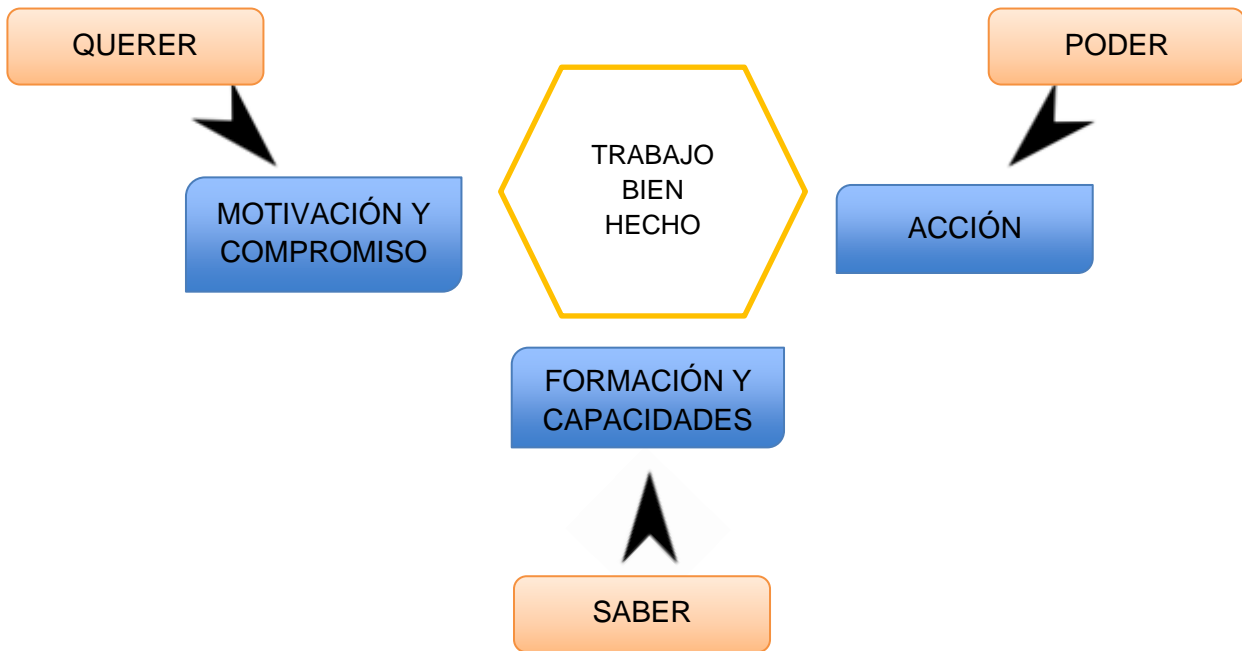 QUERER
PODER
TRABAJO
BIEN
HECHO
MOTIVACIÓN Y
COMPROMISO
ACCIÓN
FORMACIÓN Y
CAPACIDADES
SABER